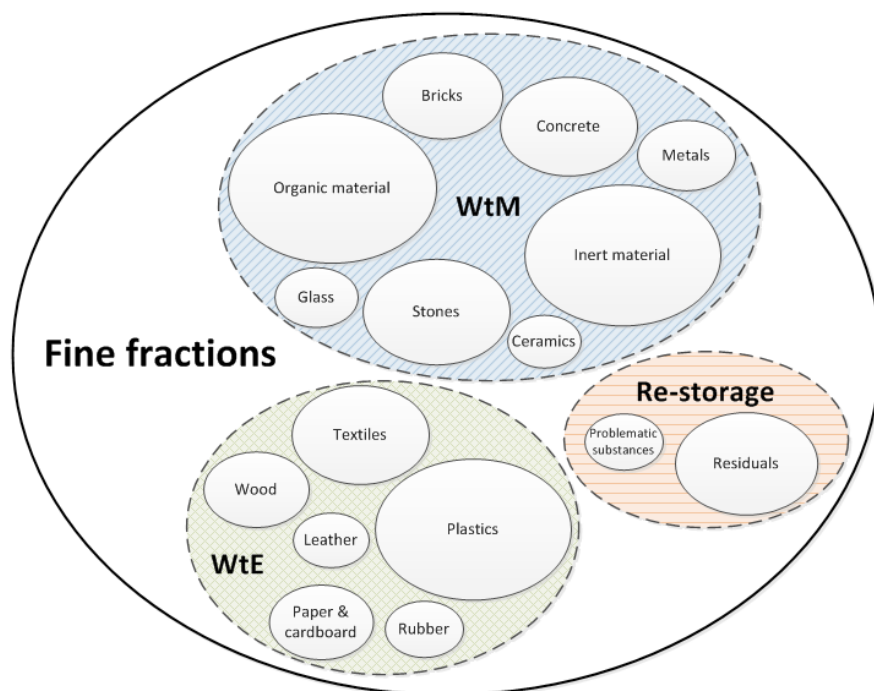 Bricks
Concrete
Metals
Organic material
WtM
Inert material
Glass
Stones
Ceramics
Fine fractions
Re-storage
Problematic
substances
Residuals
Textiles
Wood
Plastics
Leather
WtE
Paper &
cardboard
Rubber